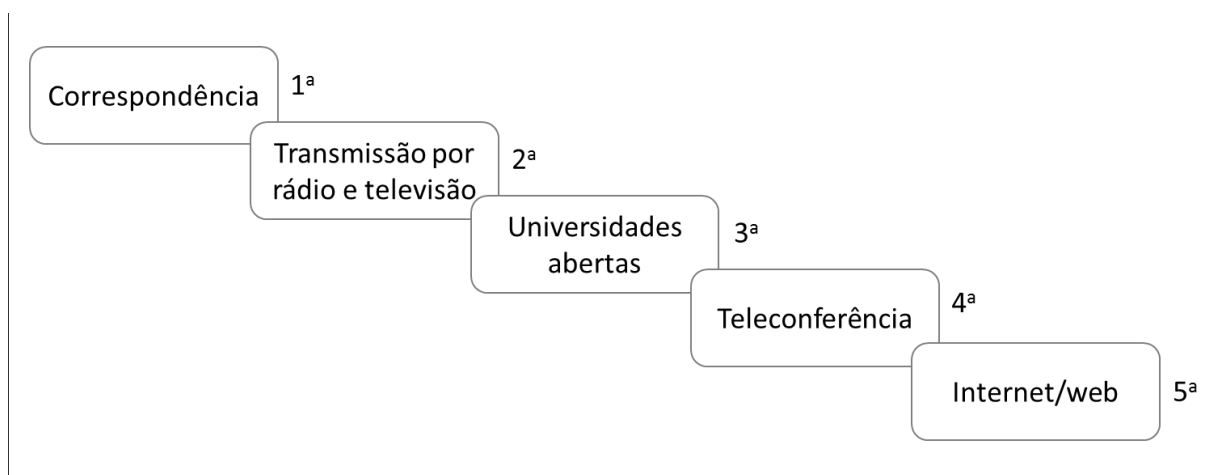 Correspondência
1ª
Transmissão por
rádio e televisão
2ª
Universidades
abertas
3ª
Teleconferência
4ª
Internet/web
5ª